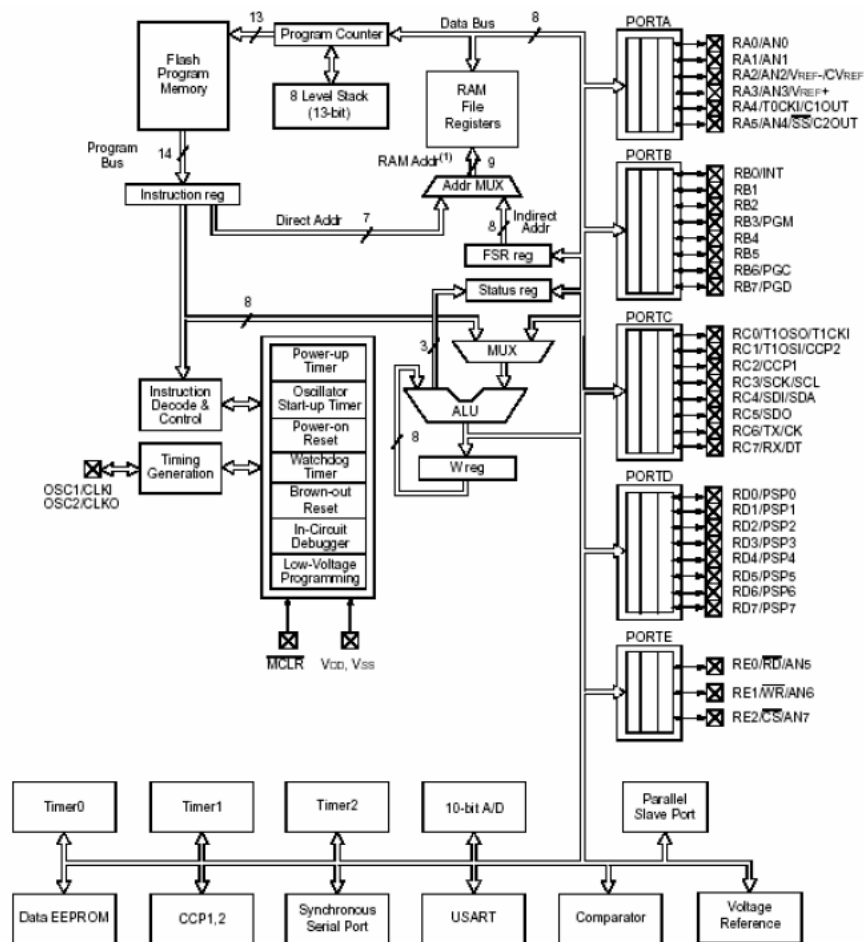 13
Data Bus
8
PORTA
Program Counter
Flash
Program
Memory
8 Level Stack
(13-bit)
RAM
File
Registers
RA0/AN0
RA1/AN1
RA2/AN2/VREF-/CVREF
RA3/AN3/VREF+
RA4/T0CKI/C1OUT
RA5/AN4/SS/C2OUT
Program
Bus
14
RAM Addr(1)
9
PORTB
Instruction reg
Addr MUX
Direct Addr
7
Indirect
Addr
8
FSR reg
Status reg
RB0/INT
RB1
RB2
RB3/PGM
RB4
RB5
RB6/PGC
RB7/PGD
8
3
MUX
ALU
8
W reg
PORTC
RC0/T1OSO/T1CKI
RC1/T1OSI/CCP2
RC2/CCP1
RC3/SCK/SCL
RC4/SDI/SDA
RC5/SDO
RC6/TX/CK
RC7/RX/DT
Instruction
Decode &
Control
Timing
Generation
OSC1/CLKI
OSC2/CLKO
Power-up
Timer
Oscillator
Start-up Timer
Power-on
Reset
Watchdog
Timer
Brown-out
Reset
In-Circuit
Debugger
Low-Voltage
Programming
MCLR
VDD, VSS
PORTD
RD0/PSP0
RD1/PSP1
RD2/PSP2
RD3/PSP3
RD4/PSP4
RD5/PSP5
RD6/PSP6
RD7/PSP7
PORTE
RE0/RD/AN5
RE1/WR/AN6
RE2/CS/AN7
Timer0
Timer1
Timer2
10-bit A/D
Parallel
Slave Port
Data EEPROM
CCP1,2
Synchronous
Serial Port
USART
Comparator
Voltage
Reference